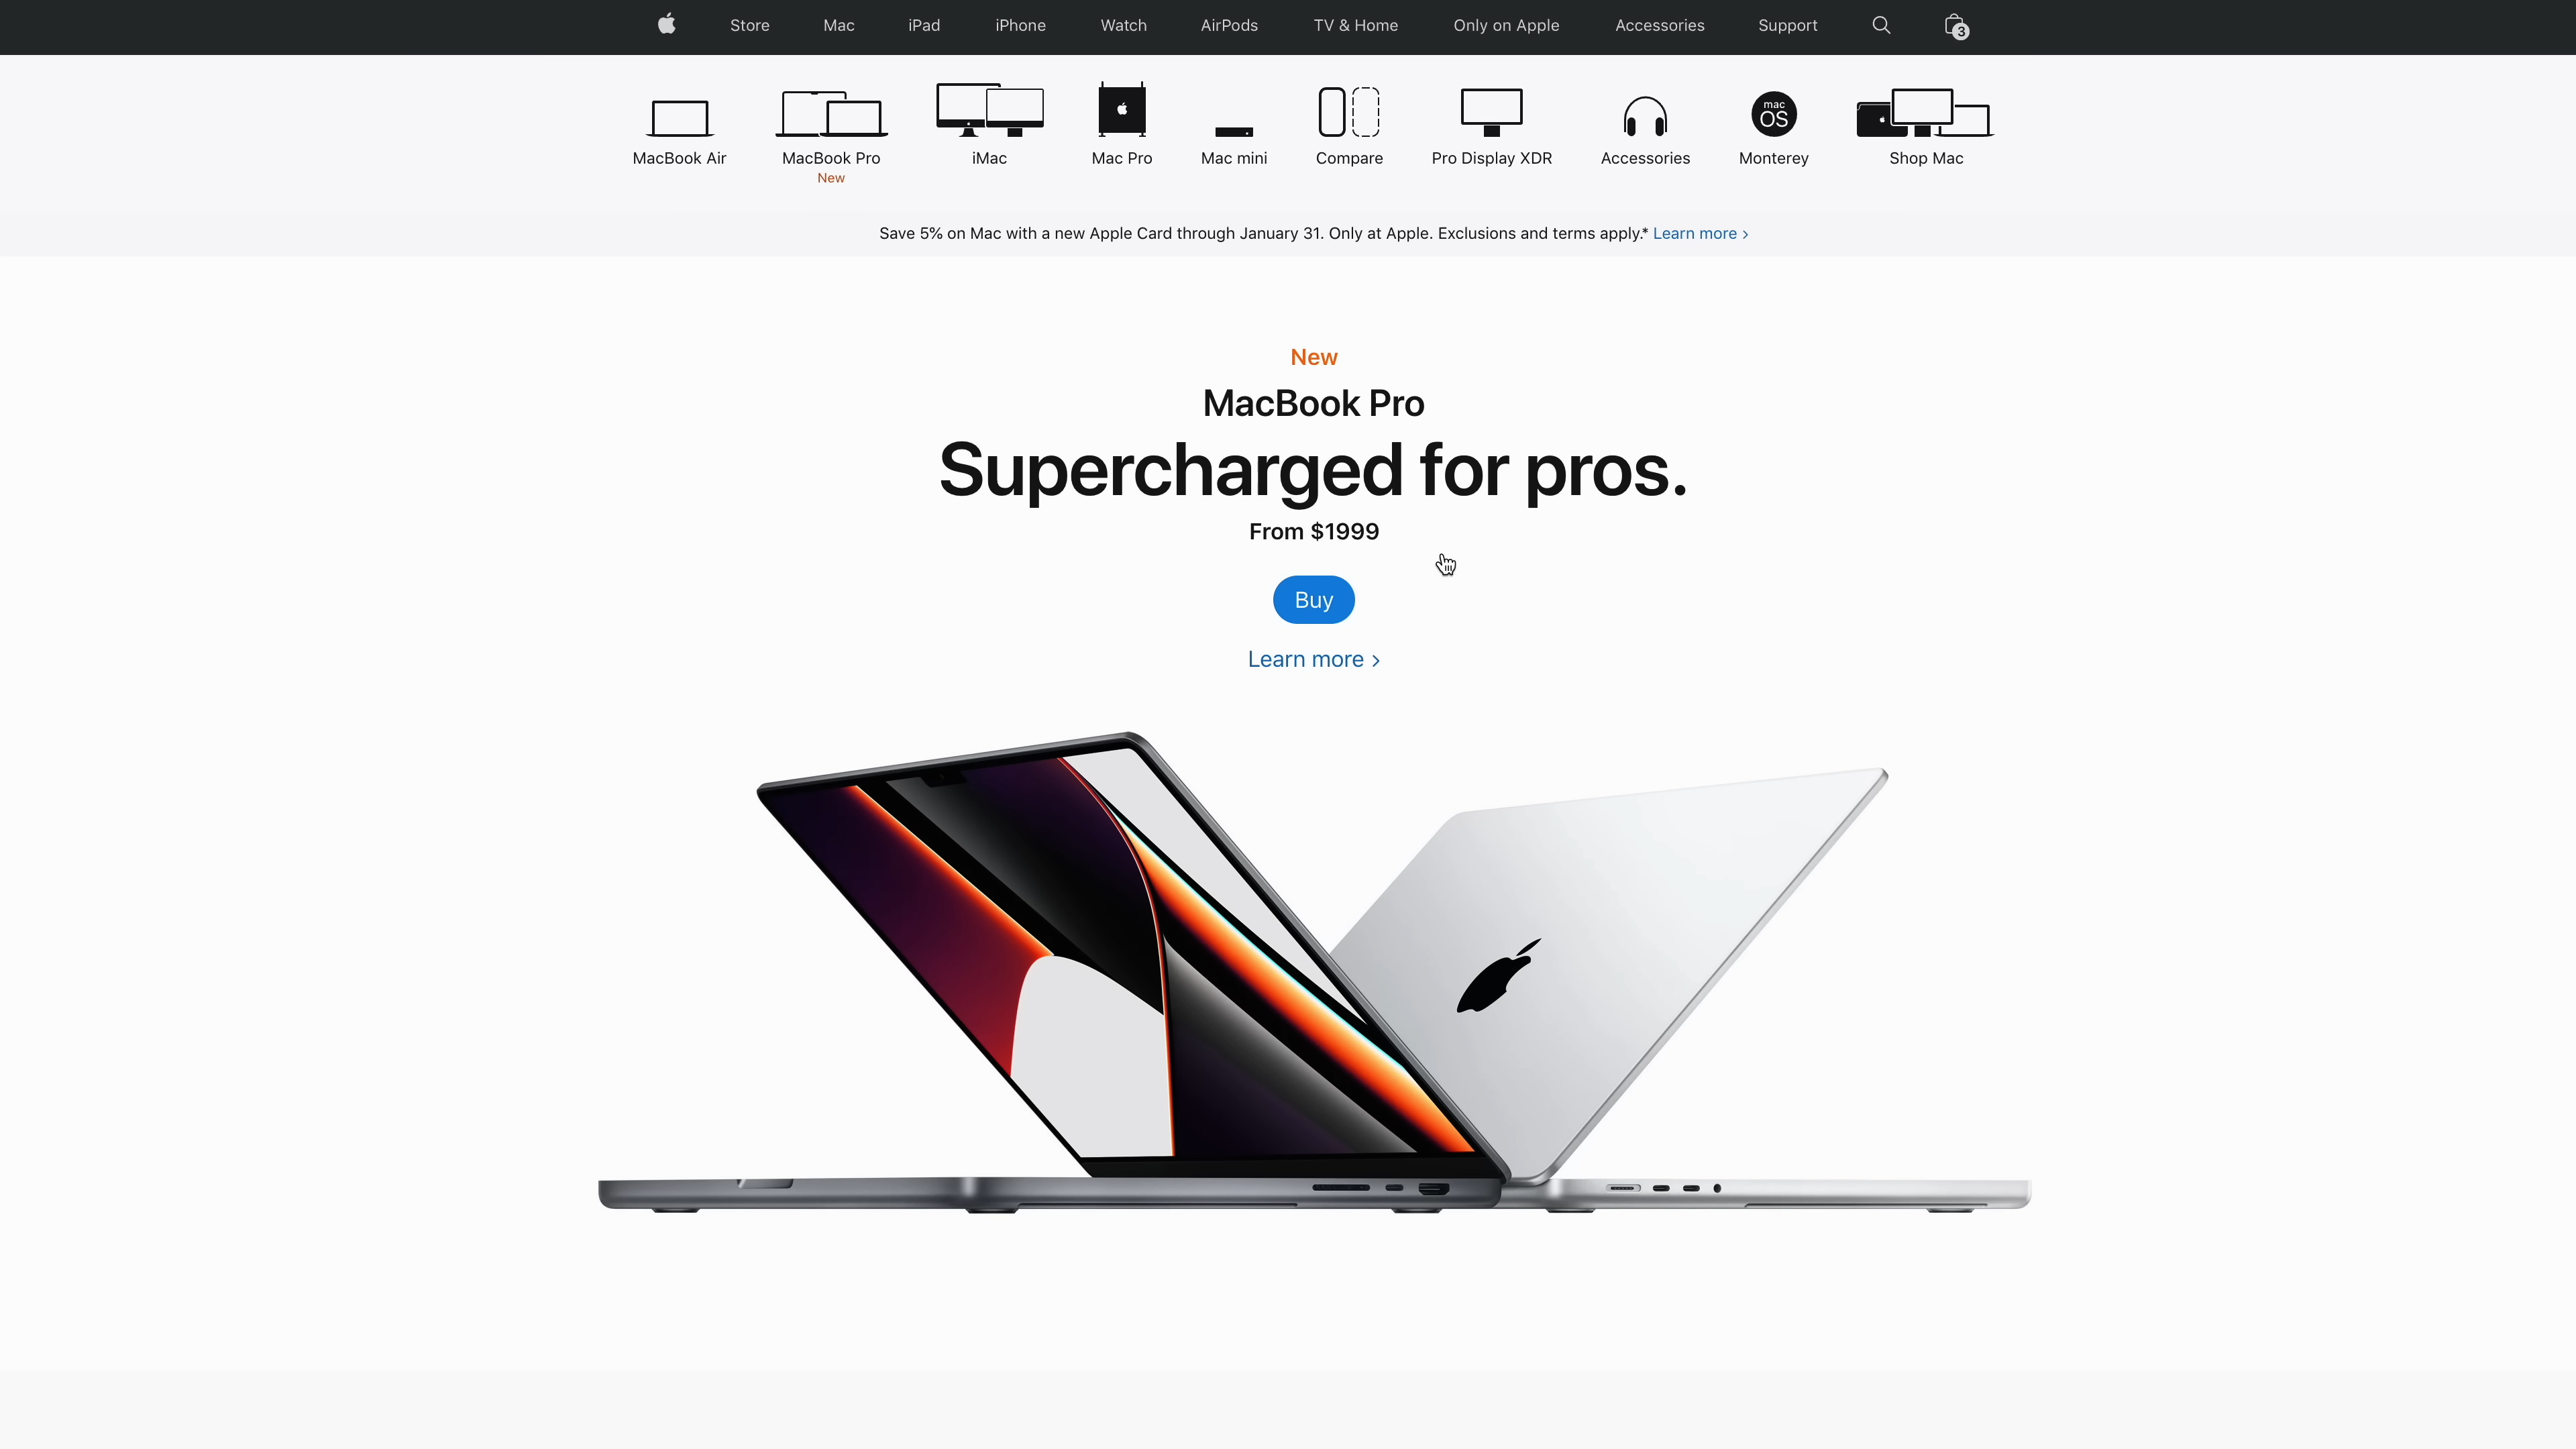 Store Mac iPad iPhone Watch AirPods TV & Home Only on Apple Accessories Support 3
mac
OS
MacBook Air MacBook Pro iMac Mac Pro Mac mini Compare Pro Display XDR Accessories Monterey Shop Mac
New
Save 5% on Mac with a new Apple Card through January 31. Only at Apple. Exclusions and terms apply.* Learn more >
New
MacBook Pro
Supercharged for pros.
From $1999
Buy
Learn more >